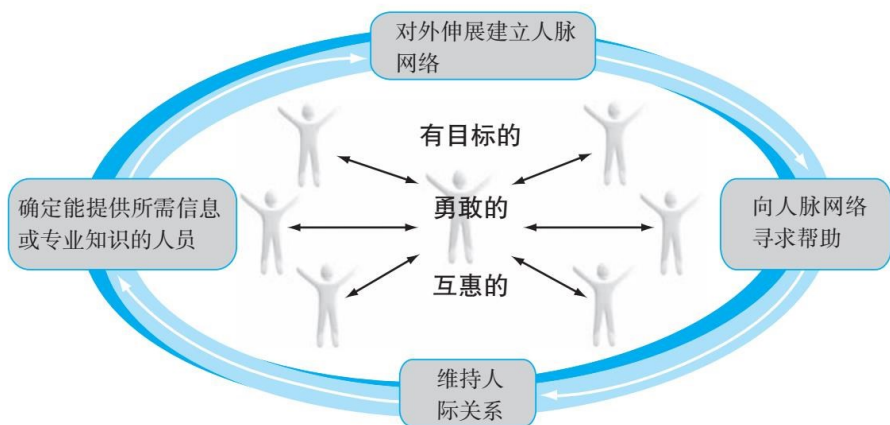 对外伸展建立人脉
网络
有目标的
确定能提供所需信息
或专业知识的人员
勇敢的
向人脉网络
寻求帮助
互惠的
维持人
际关系